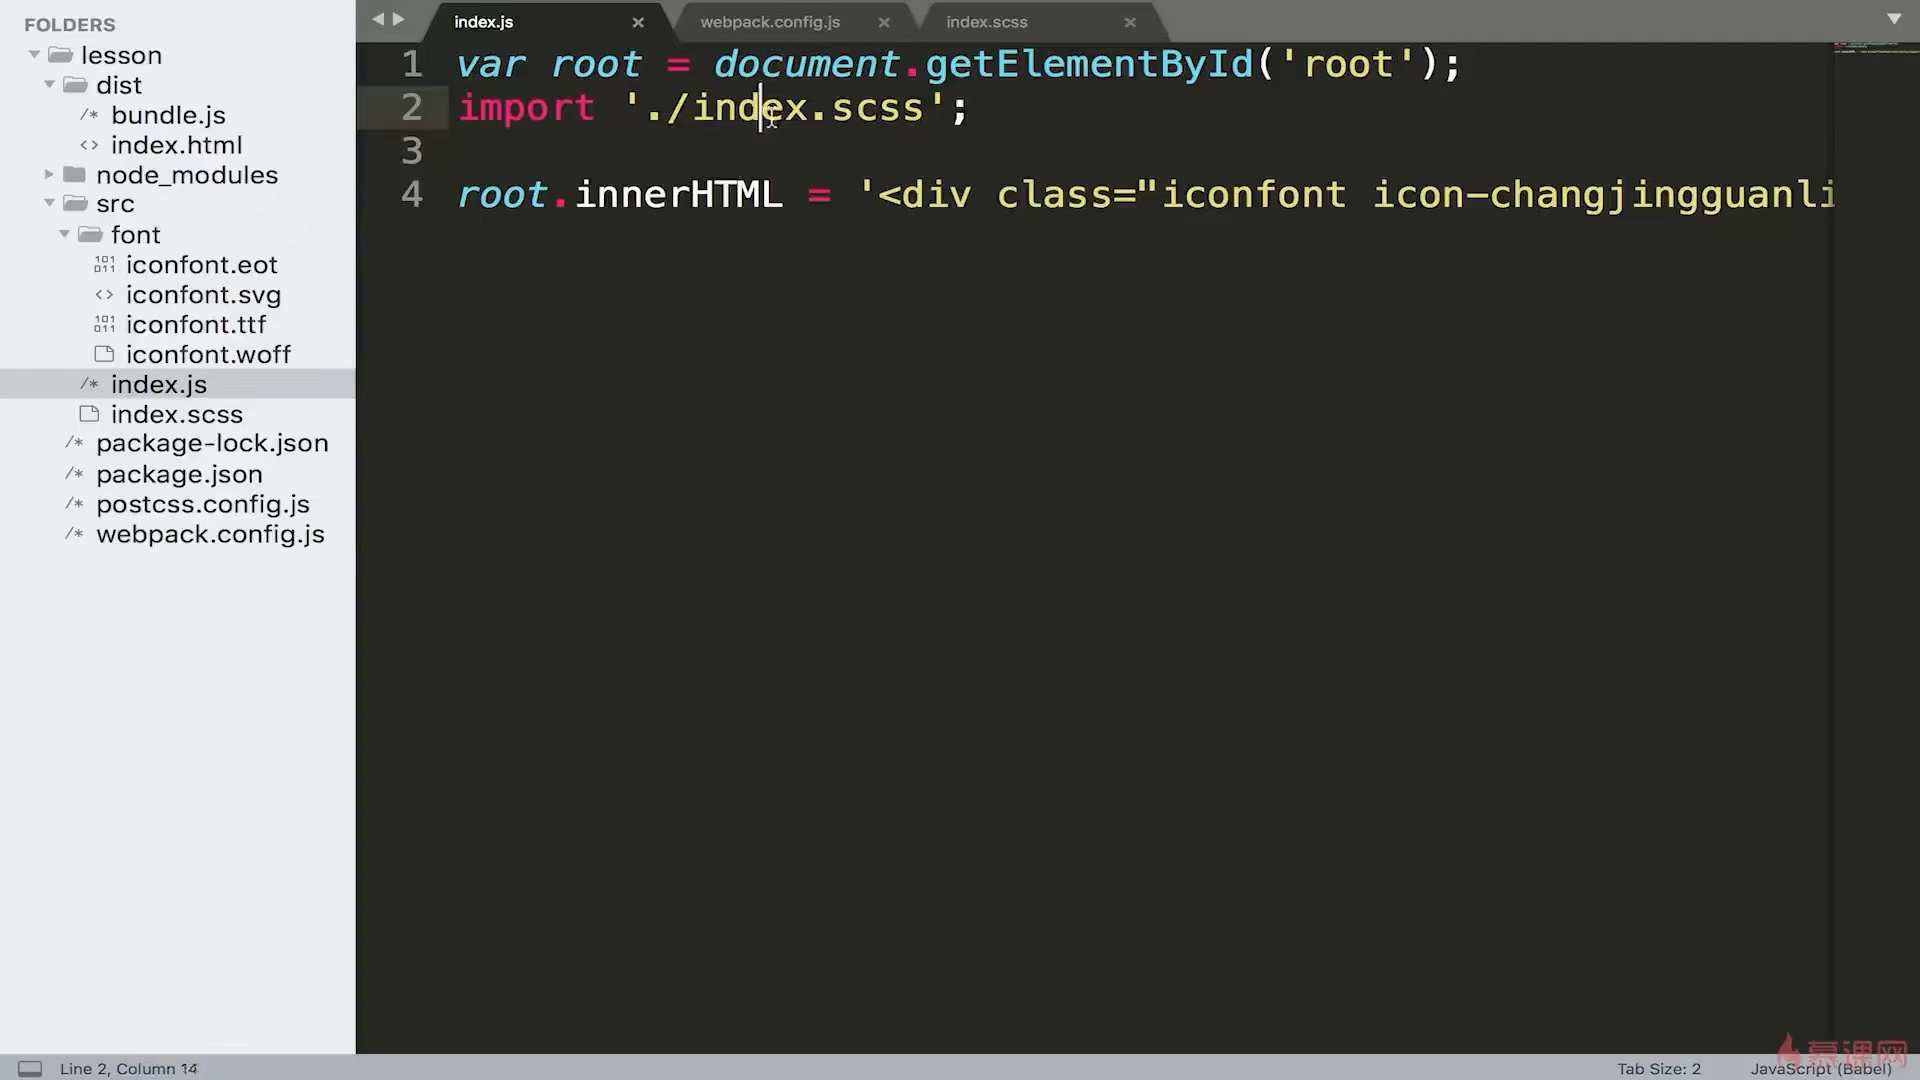 FOLDERS
lesson
dist
/* bundle.js
<> index.html
node_modules
src
font
iconfont.eot
<> iconfont.svg
iconfont.ttf
iconfont.woff
/* index.js
index.scss
/* package-lock.json
/* package.json
/* postcss.config.js
/* webpack.config.js
index.js
webpack.config.js
index.scss
1 var root = document.getElementById('root');
2 import './index.scss';
3
4 root.innerHTML = '<div class="iconfont icon-changjingguanli
Line 2, Column 14
Tab Size: 2
JavaScript (Babel)
慕课网